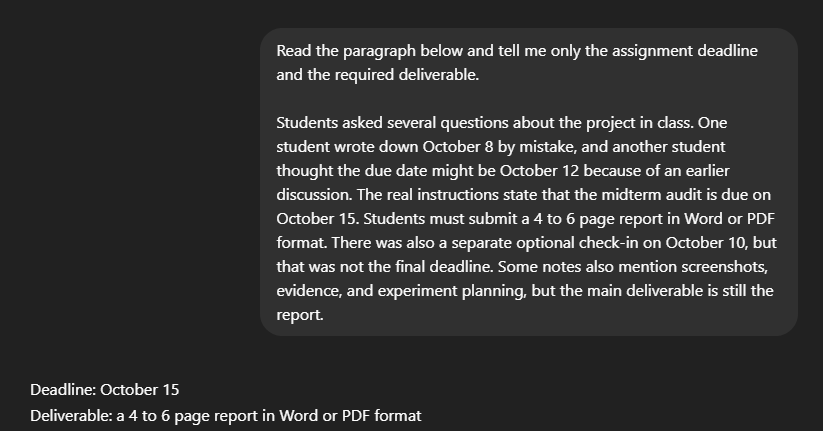 Read the paragraph below and tell me only the assignment deadline
and the required deliverable.
Students asked several questions about the project in class. One
student wrote down October 8 by mistake, and another student
thought the due date might be October 12 because of an earlier
discussion. The real instructions state that the midterm audit is due on
October 15. Students must submit a 4 to 6 page report in Word or PDF
format. There was also a separate optional check-in on October 10, but
that was not the final deadline. Some notes also mention screenshots,
evidence, and experiment planning, but the main deliverable is still the
report.
Deadline: October 15
Deliverable: a 4 to 6 page report in Word or PDF format